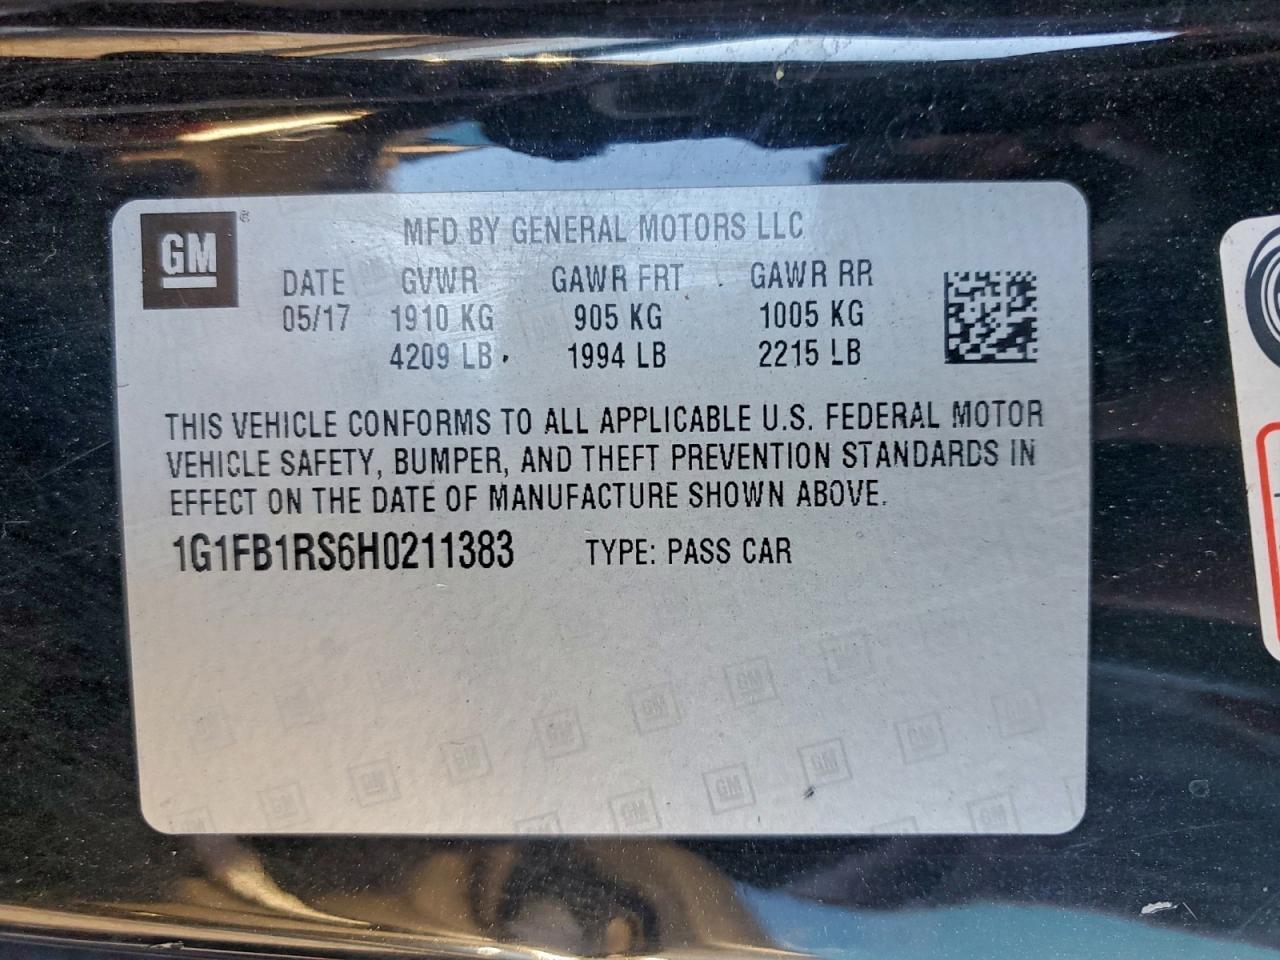 GM ®
MFD BY GENERAL MOTORS LLC
DATE GVWR GAWR FRT GAWR RR
05/17 1910 KG 905 KG 1005 KG
4209 LB 1994 LB 2215 LB
THIS VEHICLE CONFORMS TO ALL APPLICABLE U.S. FEDERAL MOTOR
VEHICLE SAFETY, BUMPER, AND THEFT PREVENTION STANDARDS IN
EFFECT ON THE DATE OF MANUFACTURE SHOWN ABOVE.
1G1FB1RS6H0211383 TYPE: PASS CAR